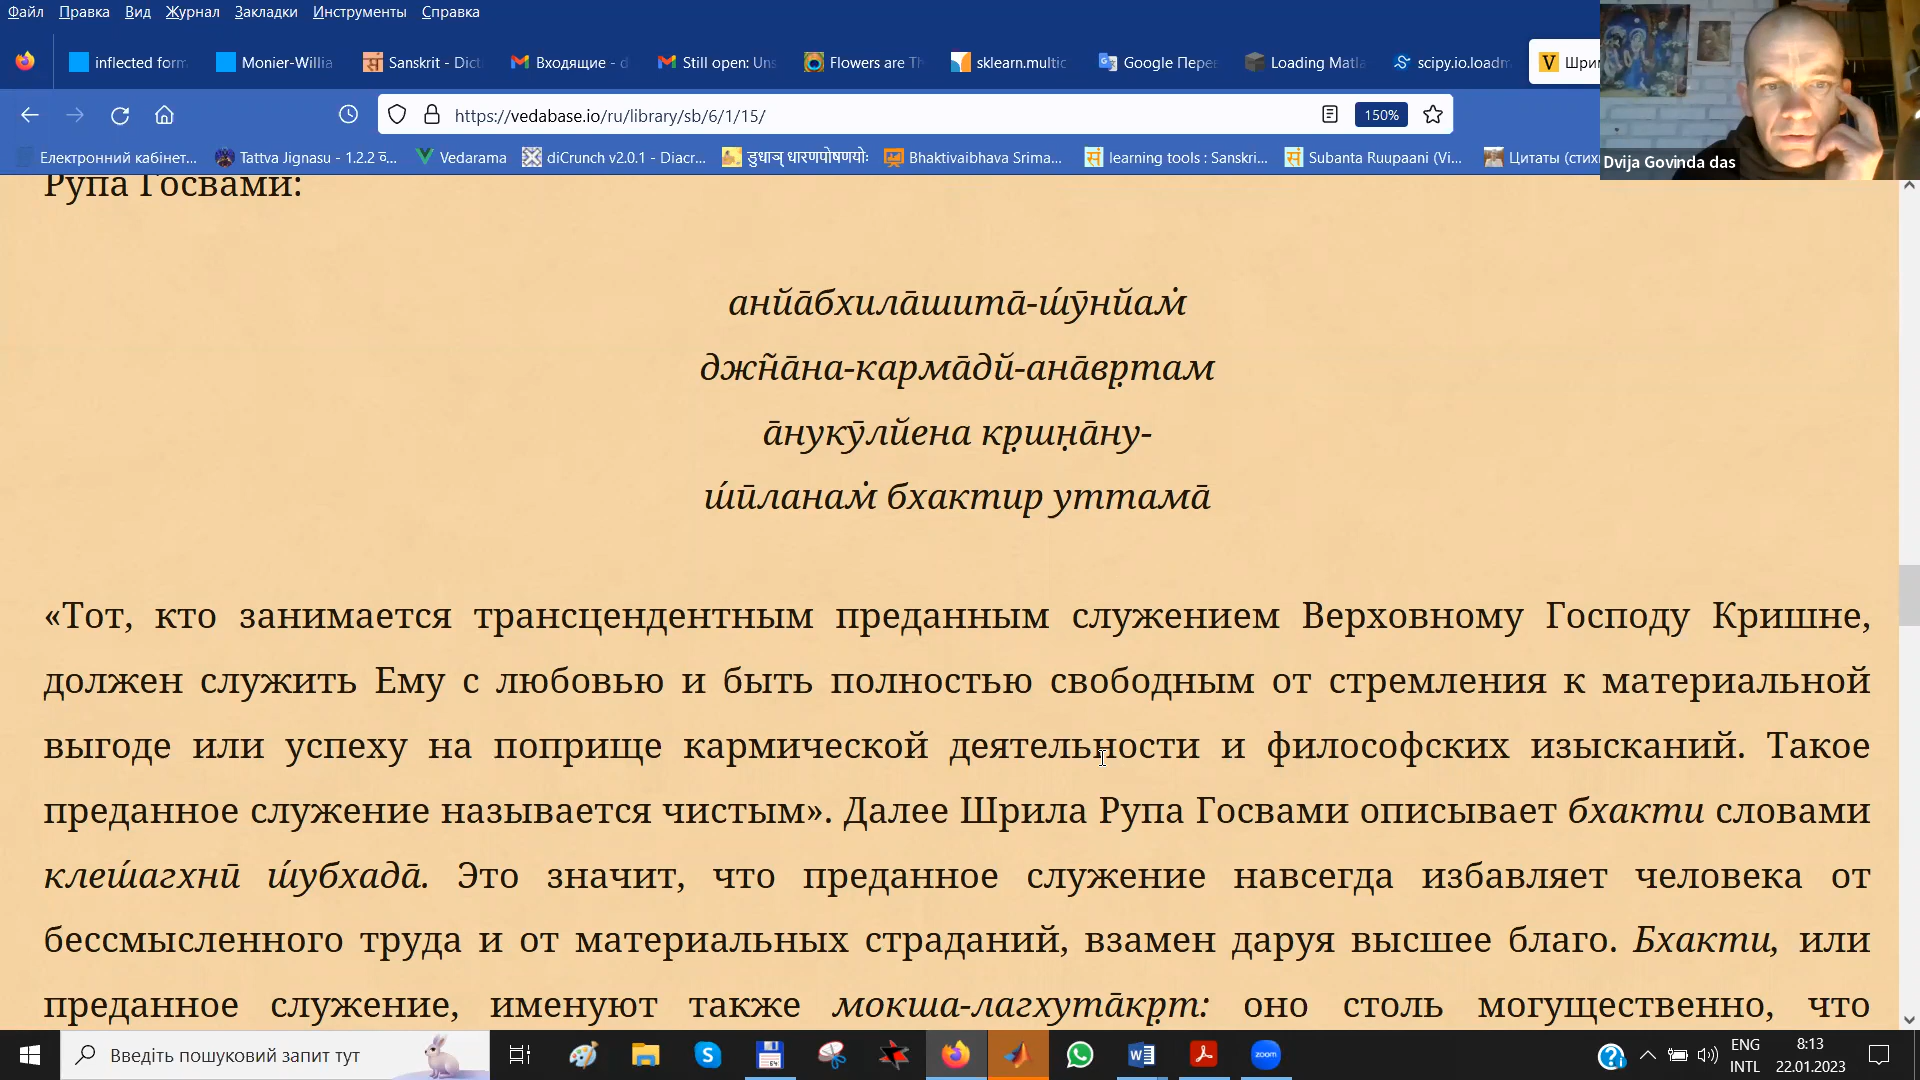 Файл Правка Вид Журнал Закладки Инструменты Справка
inflected form Monier-Willia Sanskrit - Dict Входящие - d Still open: Uns Flowers are Th sklearn.multic Google Пере Loading Matla scipy.io.loadm Шри
https://vedabase.io/ru/library/sb/6/1/15/ 150%
Електронний кабінет... Tattva Jignasu - 1.2.2 Vedarama diCrunch v2.0.1 - Diacr... डुधाञ् धारणपोषणयोः Bhaktivaibhava Srima... learning tools : Sanskri... Subanta Ruupaani (Vi... Цитаты (стих
Dvija Govinda das
Рупа Госвами:
анйа̄бхила̄шита̄-ш́ӯнйам̇
джн̃а̄на-карма̄дй-ана̄вр̣там
а̄нукӯлйена кр̣шн̣а̄ну-
ш́ӣланам̇ бхактир уттама̄
«Тот, кто занимается трансцендентным преданным служением Верховному Господу Кришне,
должен служить Ему с любовью и быть полностью свободным от стремления к материальной
выгоде или успеху на поприще кармической деятельности и философских изысканий. Такое
преданное служение называется чистым». Далее Шрила Рупа Госвами описывает бхакти словами
клеш́агхнӣ ш́убхада̄. Это значит, что преданное служение навсегда избавляет человека от
бессмысленного труда и от материальных страданий, взамен даруя высшее благо. Бхакти, или
преданное служение, именуют также мокша-лагхута̄кр̣т: оно столь могущественно, что
Введіть пошуковий запит тут
zoom
ENG
INTL
8:13
22.01.2023